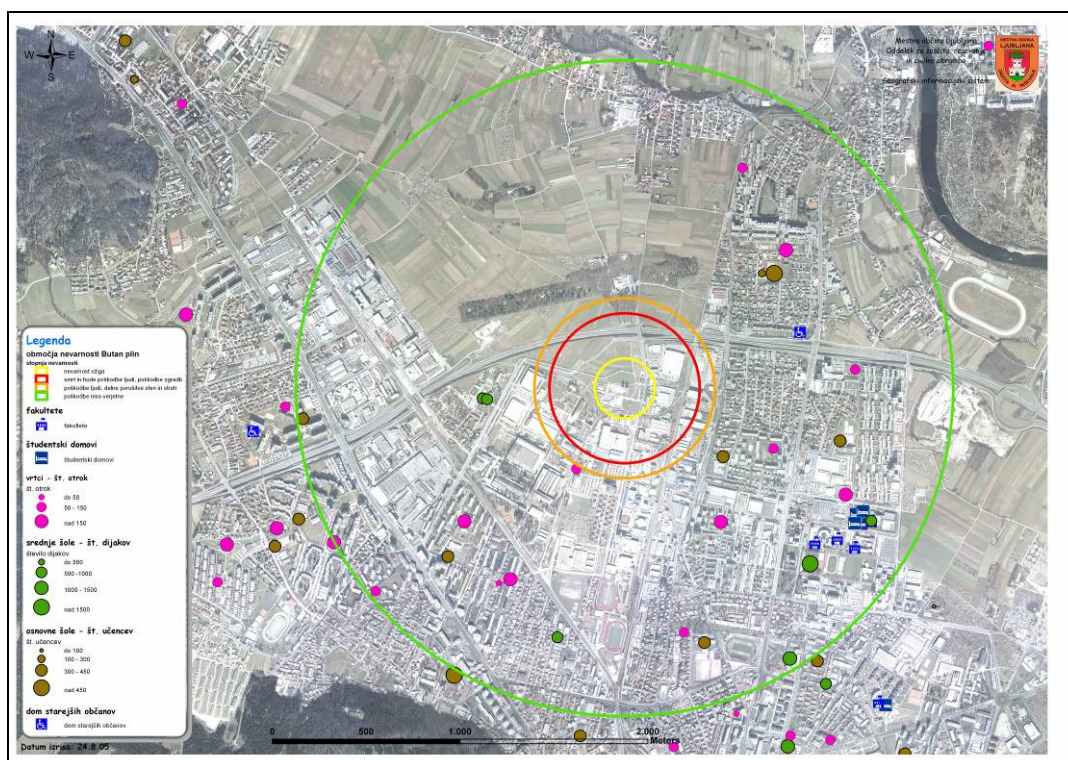 N
W E
S
Mestna občina Ljubljana
Oddelek za zaščito, reševanje
in civilno obrambo
Geografski informacijski sistem
MESTNA OBČINA
LJUBLJANA
Legenda
območja nevarnosti Butan plin
stopnja nevarnosti
nevarnost vžiga
smrt in hude poškodbe ljudi, poškodbe zgradb
poškodbe ljudi, delne porušitve sten in streh
poškodbe niso verjetne
fakultete
fakultete
študentski domovi
študentski domovi
vrtci - št. otrok
št. otrok
do 50
50 - 150
nad 150
srednje šole - št. dijakov
število dijakov
do 300
500 -1000
1000 - 1500
nad 1500
osnovne šole - št. učencev
št. učencev
do 100
100 - 300
300 - 450
nad 450
dom starejših občanov
dom starejših občanov
Datum izrisa: 24.8.05
0 500 1.000 2.000
Meters